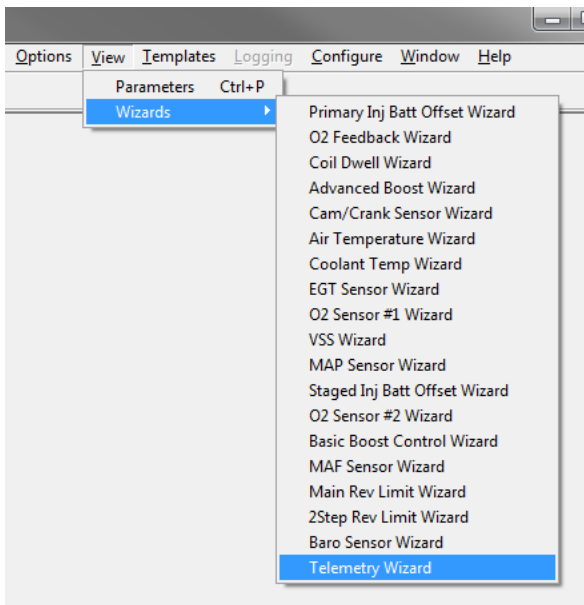 Options View Templates Logging Configure Window Help
Parameters Ctrl+P
Wizards
Primary Inj Batt Offset Wizard
O2 Feedback Wizard
Coil Dwell Wizard
Advanced Boost Wizard
Cam/Crank Sensor Wizard
Air Temperature Wizard
Coolant Temp Wizard
EGT Sensor Wizard
O2 Sensor #1 Wizard
VSS Wizard
MAP Sensor Wizard
Staged Inj Batt Offset Wizard
O2 Sensor #2 Wizard
Basic Boost Control Wizard
MAF Sensor Wizard
Main Rev Limit Wizard
2Step Rev Limit Wizard
Baro Sensor Wizard
Telemetry Wizard